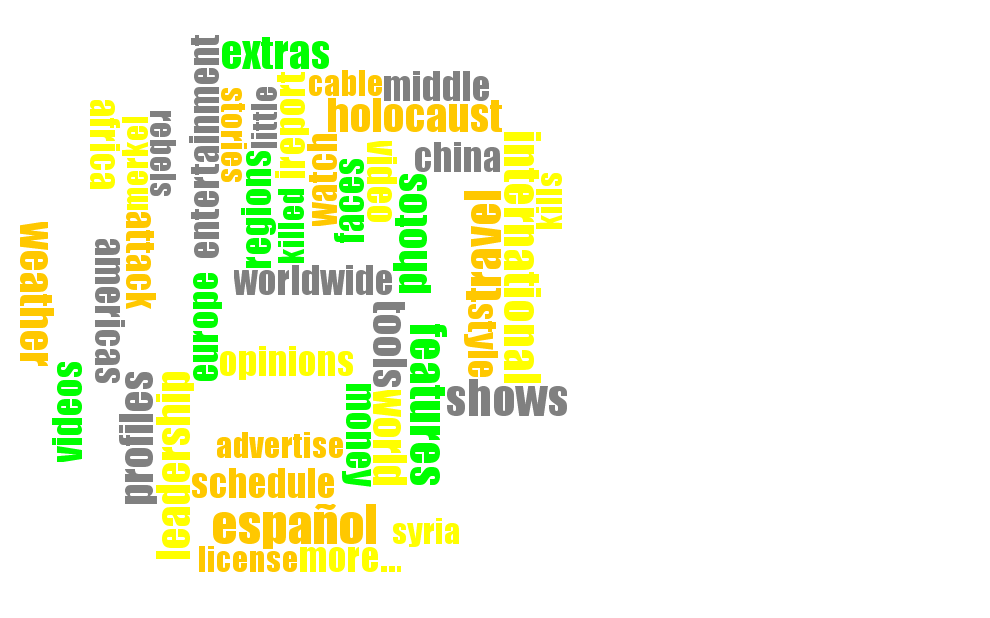 extras
entertainment
cable
middle
stories
little
ireport
holocaust
africa
merkel
rebels
watch
video
china
international
regions
killed
faces
photos
kills
travel
attack
weather
americas
worldwide
europe
tools
style
features
opinions
shows
videos
profiles
leadership
money
world
advertise
schedule
español
syria
license
more...